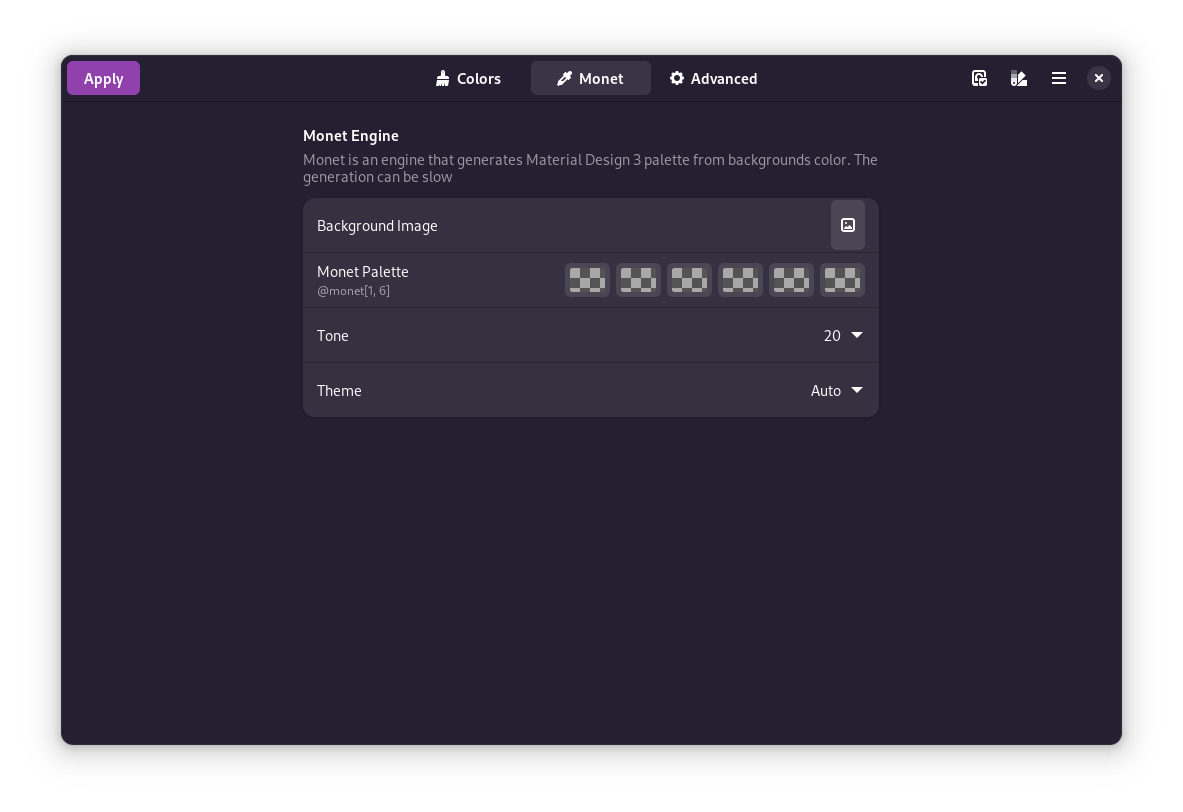 Apply
Colors
Monet
Advanced
Monet Engine
Monet is an engine that generates Material Design 3 palette from backgrounds color. The
generation can be slow
Background Image
Monet Palette
@monet[1, 6]
Tone
20
Theme
Auto